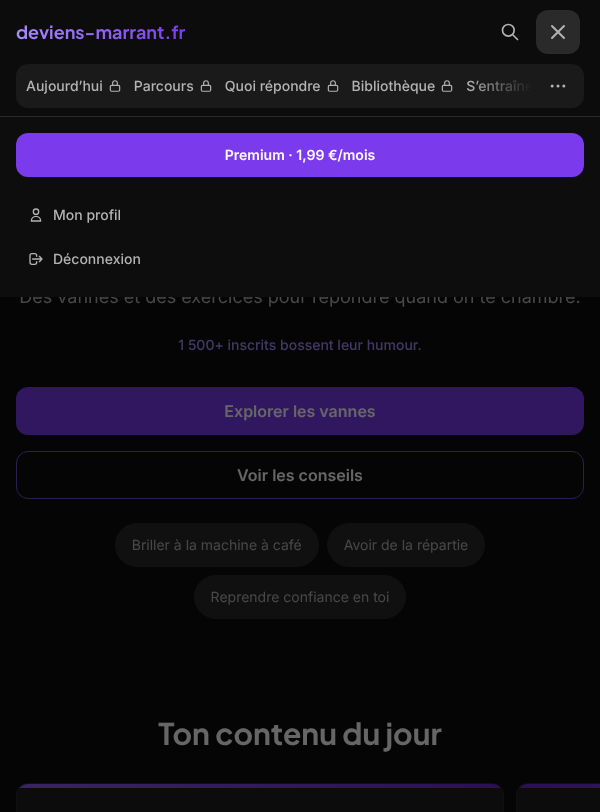 deviens-marrant.fr
Aujourd'hui Parcours Quoi répondre Bibliothèque S'entraîne
Premium · 1,99 €/mois
Mon profil
Déconnexion
Des vannes et des exercices pour répondre quand on te chambre.
1 500+ inscrits bossent leur humour.
Explorer les vannes
Voir les conseils
Briller à la machine à café Avoir de la répartie
Reprendre confiance en toi
Ton contenu du jour